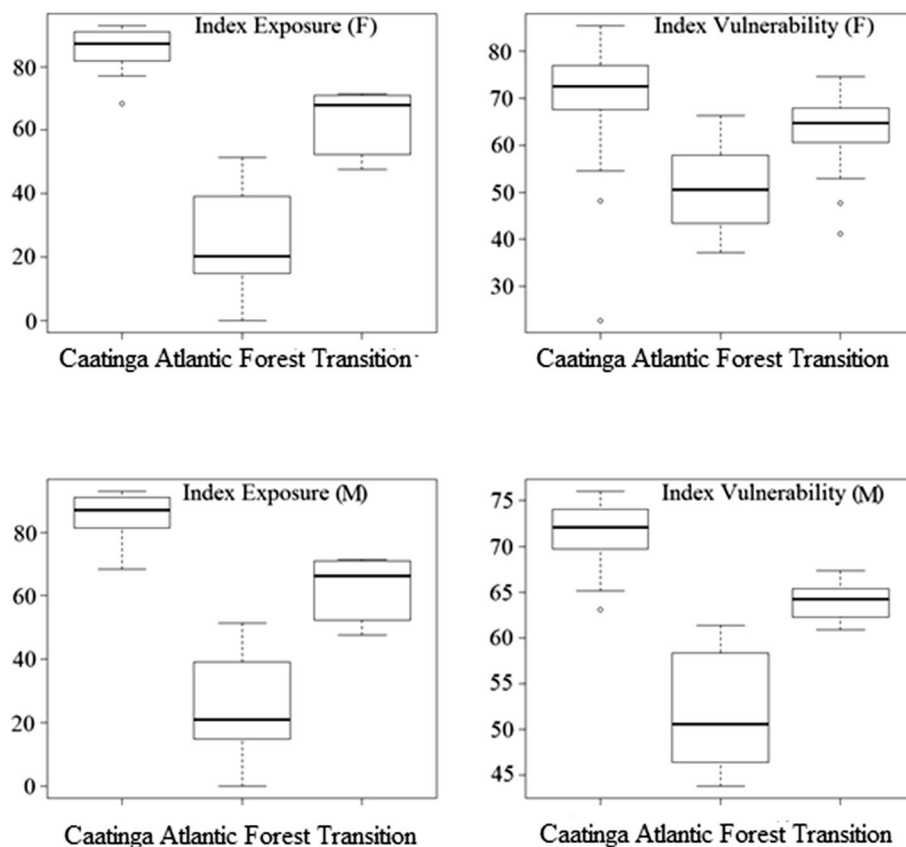 Index Exposure (F)
80
60
40
20
0
Caatinga Atlantic Forest Transition
Index Vulnerability (F)
80
70
60
50
40
30
Caatinga Atlantic Forest Transition
Index Exposure (M)
80
60
40
20
0
Caatinga Atlantic Forest Transition
Index Vulnerability (M)
75
70
65
60
55
50
45
Caatinga Atlantic Forest Transition